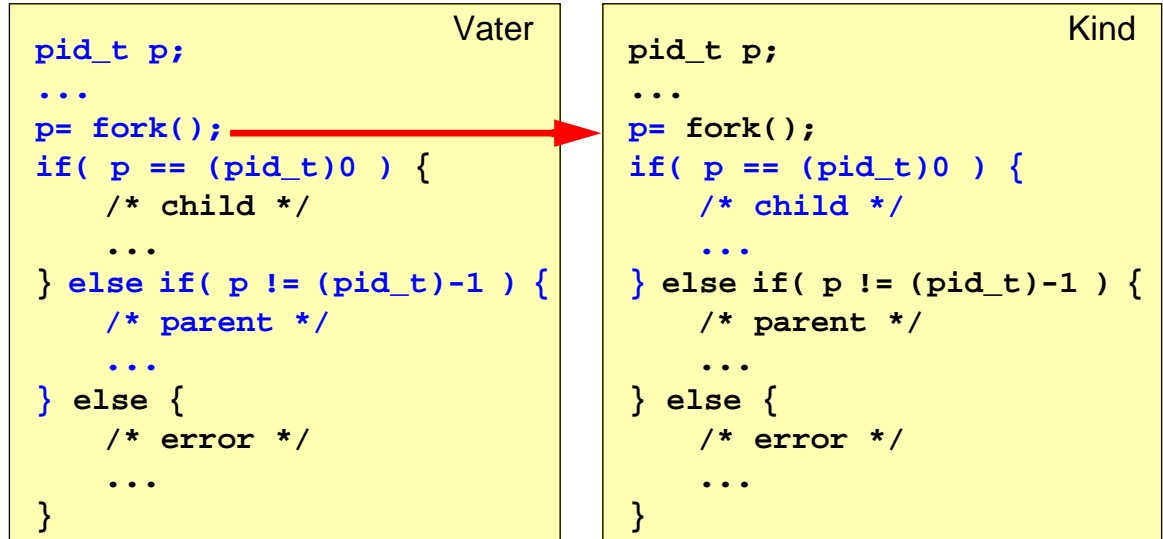 Vater
pid_t p;
...
p= fork();
if( p == (pid_t)0 ) {
    /* child */
    ...
} else if( p != (pid_t)-1 ) {
    /* parent */
    ...
} else {
    /* error */
    ...
}
Kind
pid_t p;
...
p= fork();
if( p == (pid_t)0 ) {
    /* child */
    ...
} else if( p != (pid_t)-1 ) {
    /* parent */
    ...
} else {
    /* error */
    ...
}